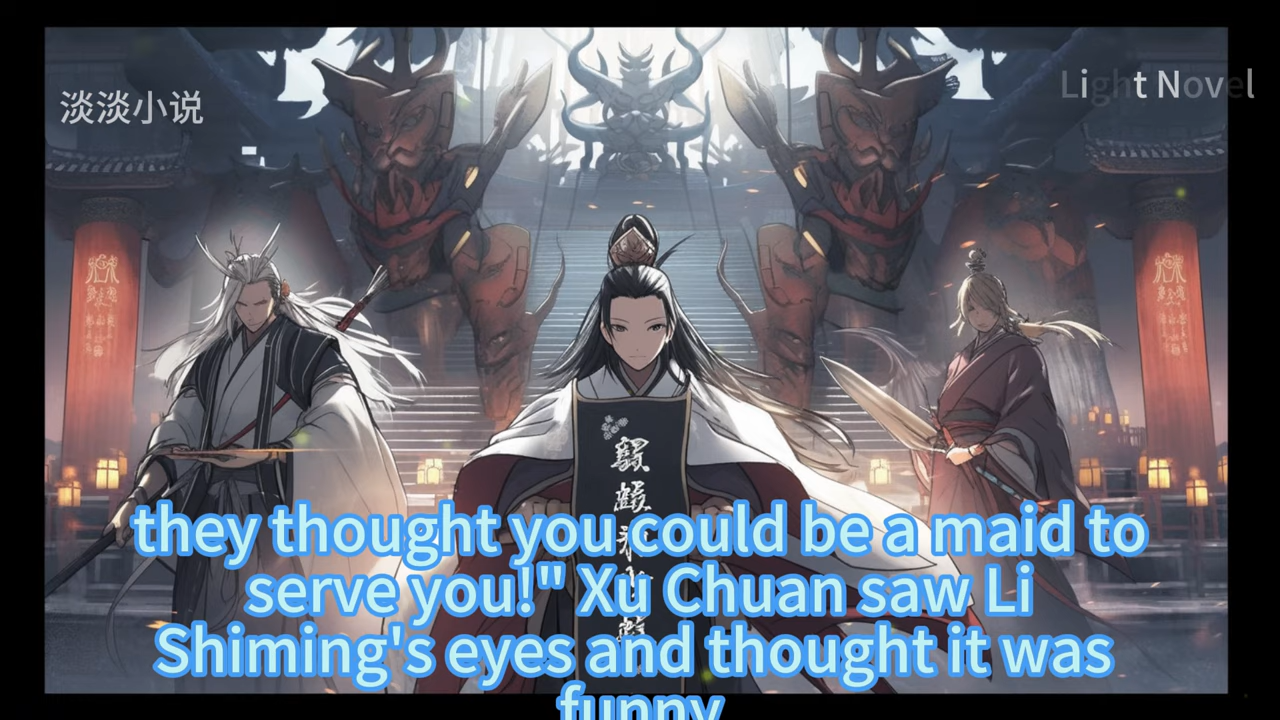 淡淡小说
Light Novel
they thought you could be a maid to
serve you!" Xu Chuan saw Li
Shiming's eyes and thought it was
funny